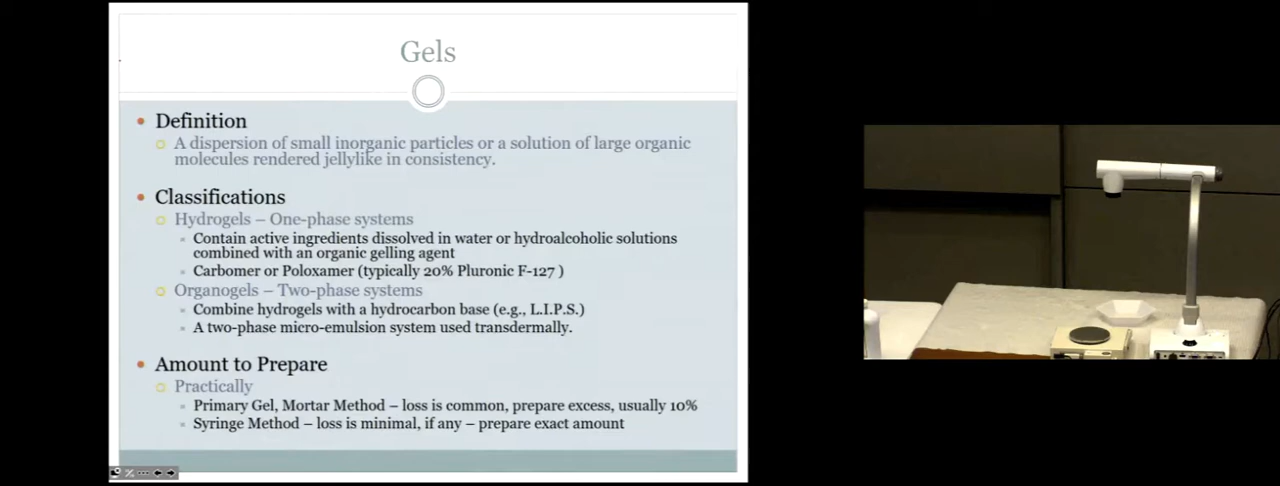 Gels
Definition
A dispersion of small inorganic particles or a solution of large organic
molecules rendered jellylike in consistency.
Classifications
Hydrogels – One-phase systems
Contain active ingredients dissolved in water or hydroalcoholic solutions
combined with an organic gelling agent
Carbomer or Poloxamer (typically 20% Pluronic F-127 )
Organogels – Two-phase systems
Combine hydrogels with a hydrocarbon base (e.g., L.I.P.S.)
A two-phase micro-emulsion system used transdermally.
Amount to Prepare
Practically
Primary Gel, Mortar Method – loss is common, prepare excess, usually 10%
Syringe Method – loss is minimal, if any – prepare exact amount